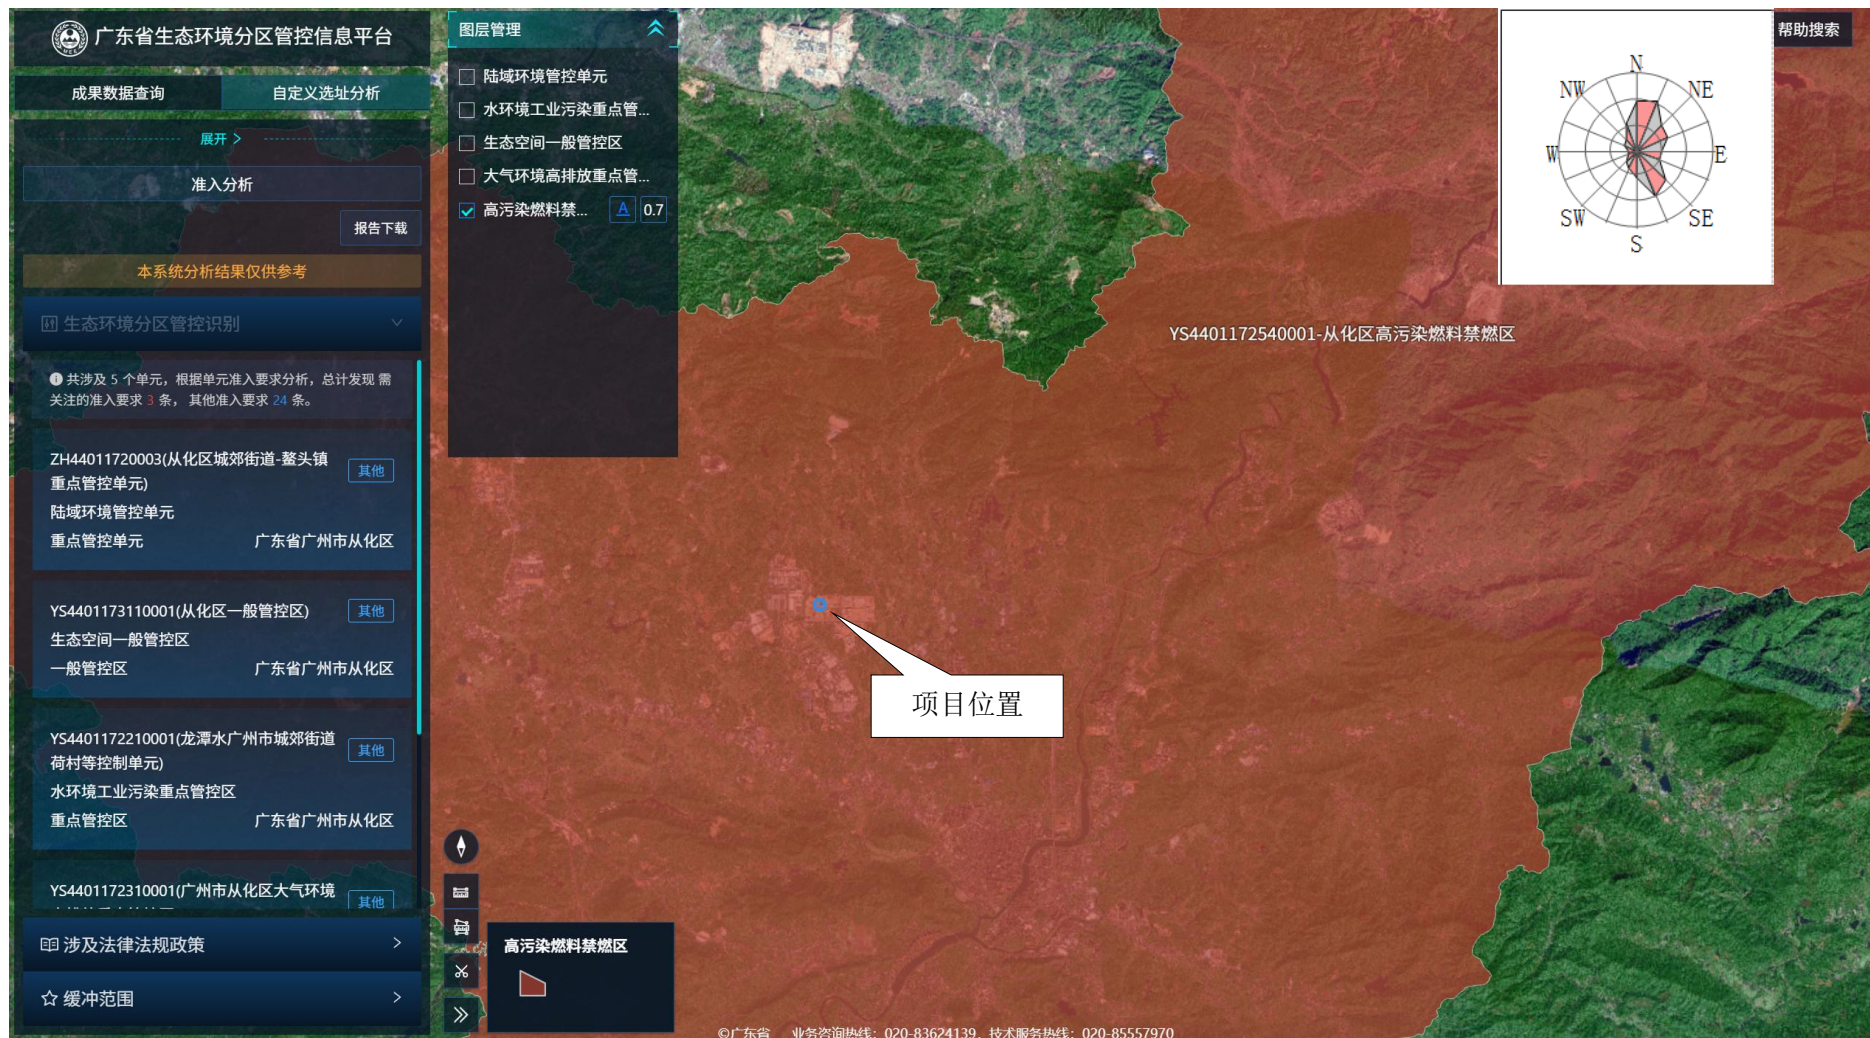 广东省生态环境分区管控信息平台
成果数据查询
自定义选址分析
展开 >
准入分析
报告下载
本系统分析结果仅供参考
生态环境分区管控识别
共涉及 5 个单元，根据单元准入要求分析，总计发现 需
关注的准入要求 3 条， 其他准入要求 24 条。
ZH44011720003(从化区城郊街道-鳌头镇
重点管控单元)
其他
陆域环境管控单元
重点管控单元
广东省广州市从化区
YS4401173110001(从化区一般管控区)
其他
生态空间一般管控区
一般管控区
广东省广州市从化区
YS4401172210001(龙潭水广州市城郊街道
荷村等控制单元)
其他
水环境工业污染重点管控区
重点管控区
广东省广州市从化区
YS4401172310001(广州市从化区大气环境
其他
涉及法律法规政策
缓冲范围
图层管理
陆域环境管控单元
水环境工业污染重点管...
生态空间一般管控区
大气环境高排放重点管...
高污染燃料禁...
A
0.7
帮助搜索
N
NE
E
SE
S
SW
W
NW
YS4401172540001-从化区高污染燃料禁燃区
项目位置
高污染燃料禁燃区
©广东省 业务咨询热线：020-83624139，技术服务热线：020-85557970